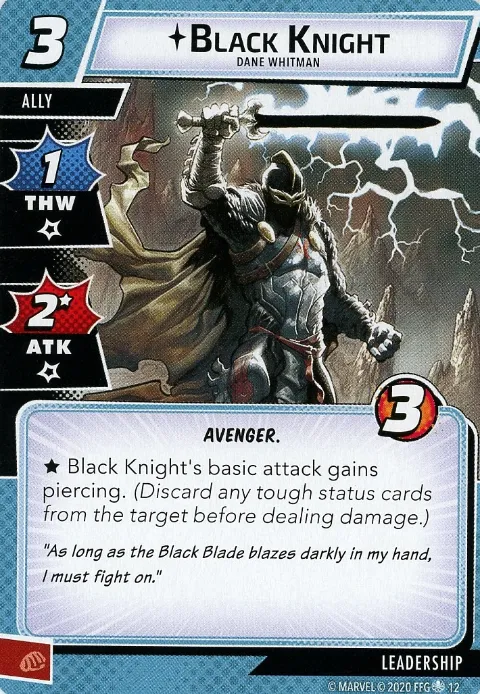 3
BLACK KNIGHT
DANE WHITMAN
ALLY
1
THW
2
ATK
3
AVENGER.
★ Black Knight's basic attack gains
piercing. (Discard any tough status cards
from the target before dealing damage.)
"As long as the Black Blade blazes darkly in my hand,
I must fight on."
LEADERSHIP
© MARVEL © 2020 FFG 12